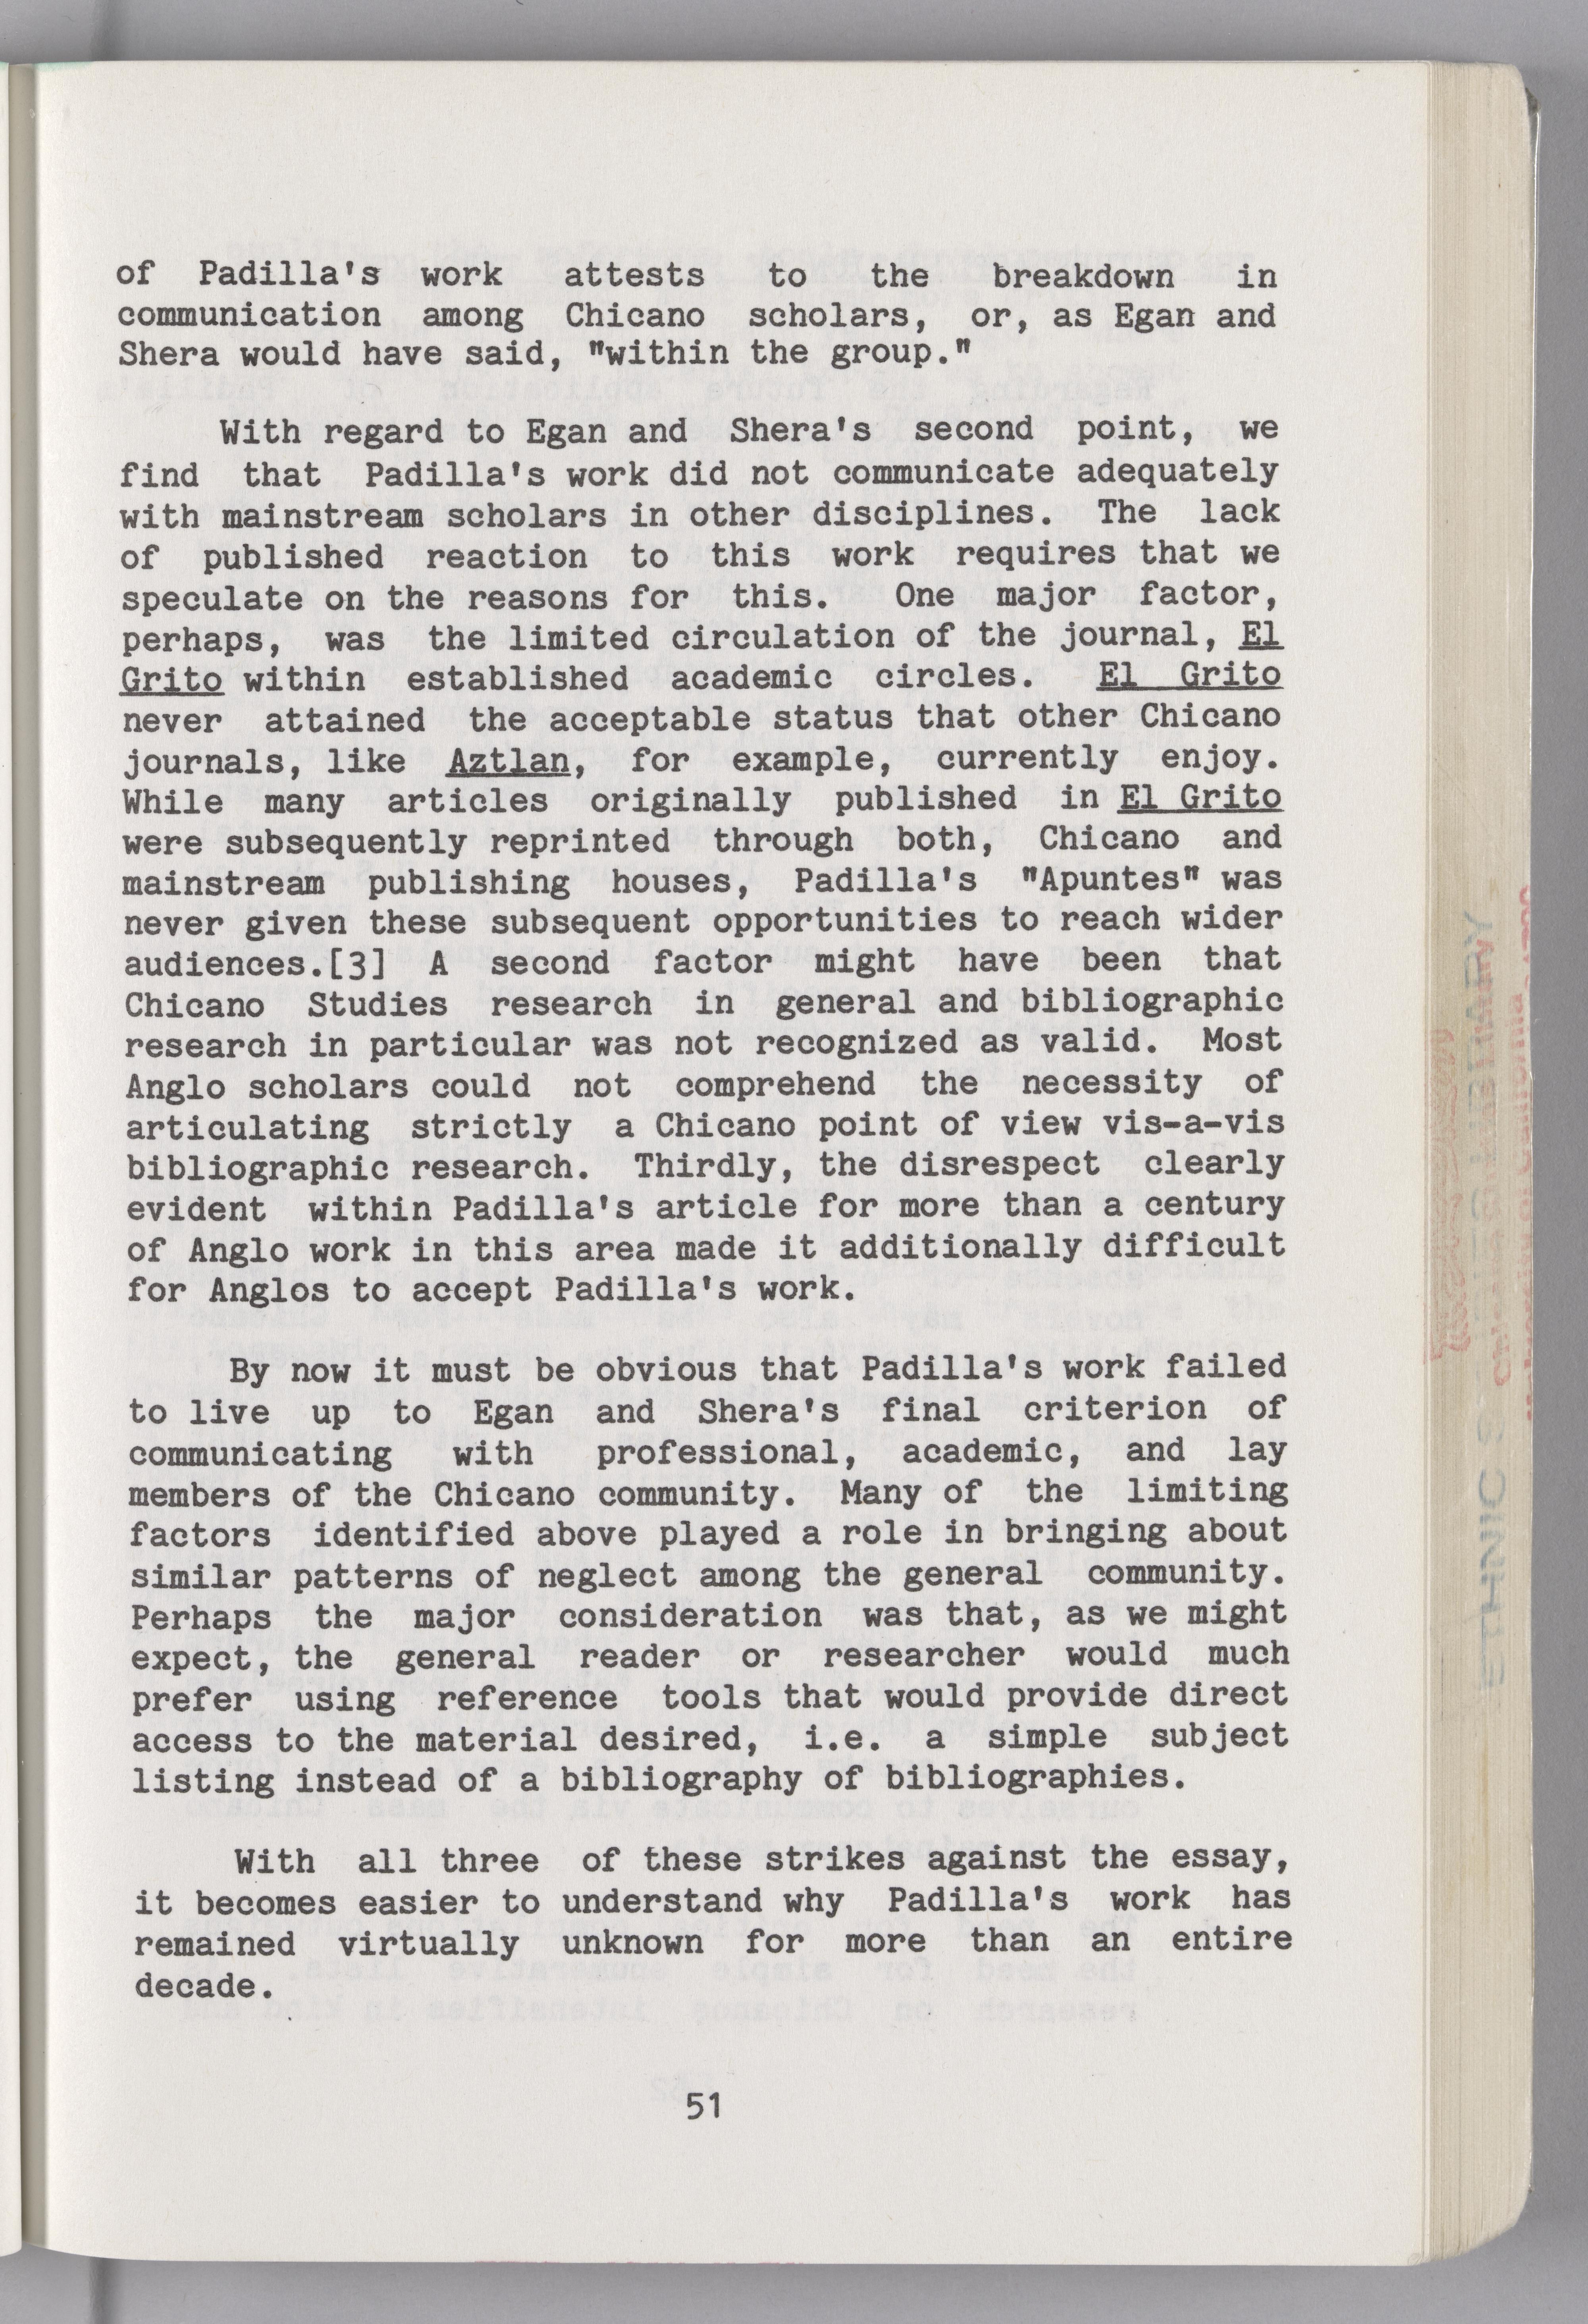 of Padilla's work attests to the breakdown in
communication among Chicano scholars, or, as Egan and
Shera would have said, "within the group."
With regard to Egan and Shera's second point, we
find that Padilla's work did not communicate adequately
with mainstream scholars in other disciplines. The lack
of published reaction to this work requires that we
speculate on the reasons for this. One major factor,
perhaps, was the limited circulation of the journal, El
Grito within established academic circles. El Grito
never attained the acceptable status that other Chicano
journals, like Aztlan, for example, currently enjoy.
While many articles originally published in El Grito
were subsequently reprinted through both, Chicano and
mainstream publishing houses, Padilla's "Apuntes" was
never given these subsequent opportunities to reach wider
audiences.[3] A second factor might have been that
Chicano Studies research in general and bibliographic
research in particular was not recognized as valid. Most
Anglo scholars could not comprehend the necessity of
articulating strictly a Chicano point of view vis-a-vis
bibliographic research. Thirdly, the disrespect clearly
evident within Padilla's article for more than a century
of Anglo work in this area made it additionally difficult
for Anglos to accept Padilla's work.
By now it must be obvious that Padilla's work failed
to live up to Egan and Shera's final criterion of
communicating with professional, academic, and lay
members of the Chicano community. Many of the limiting
factors identified above played a role in bringing about
similar patterns of neglect among the general community.
Perhaps the major consideration was that, as we might
expect, the general reader or researcher would much
prefer using reference tools that would provide direct
access to the material desired, i.e. a simple subject
listing instead of a bibliography of bibliographies.
With all three of these strikes against the essay,
it becomes easier to understand why Padilla's work has
remained virtually unknown for more than an entire
decade.
51